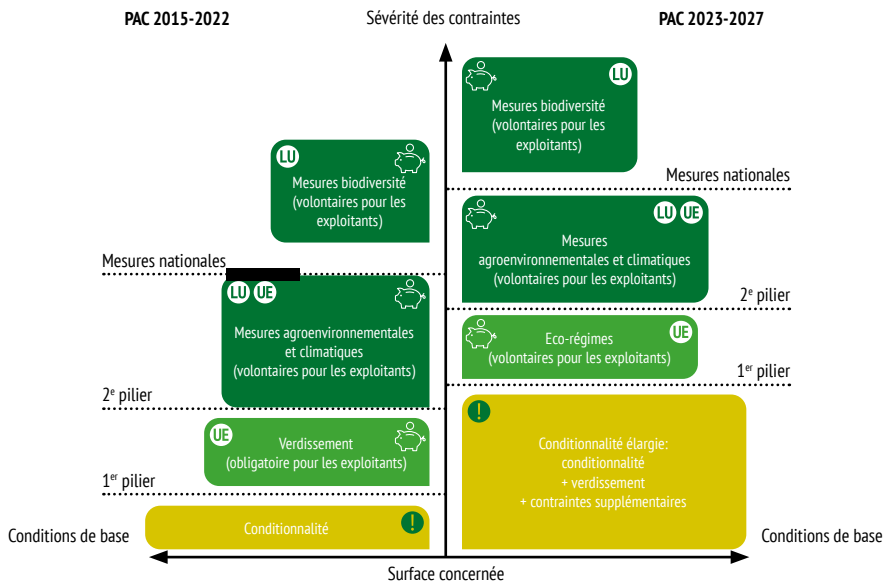 PAC 2015-2022
Sévérité des contraintes
PAC 2023-2027
LU
Mesures biodiversité
(volontaires pour les
exploitants)
Mesures nationales
LU UE
Mesures agroenvironnementales
et climatiques
(volontaires pour les exploitants)
2e pilier
UE
Verdissement
(obligatoire pour les exploitants)
1er pilier
Conditionnalité
!
Conditions de base
LU
Mesures biodiversité
(volontaires pour les
exploitants)
Mesures nationales
LU UE
Mesures
agroenvironnementales et climatiques
(volontaires pour les exploitants)
2e pilier
Eco-régimes
UE
(volontaires pour les exploitants)
1er pilier
!
Conditionnalité élargie:
conditionnalité
+ verdissement
+ contraintes supplémentaires
Conditions de base
Surface concernée